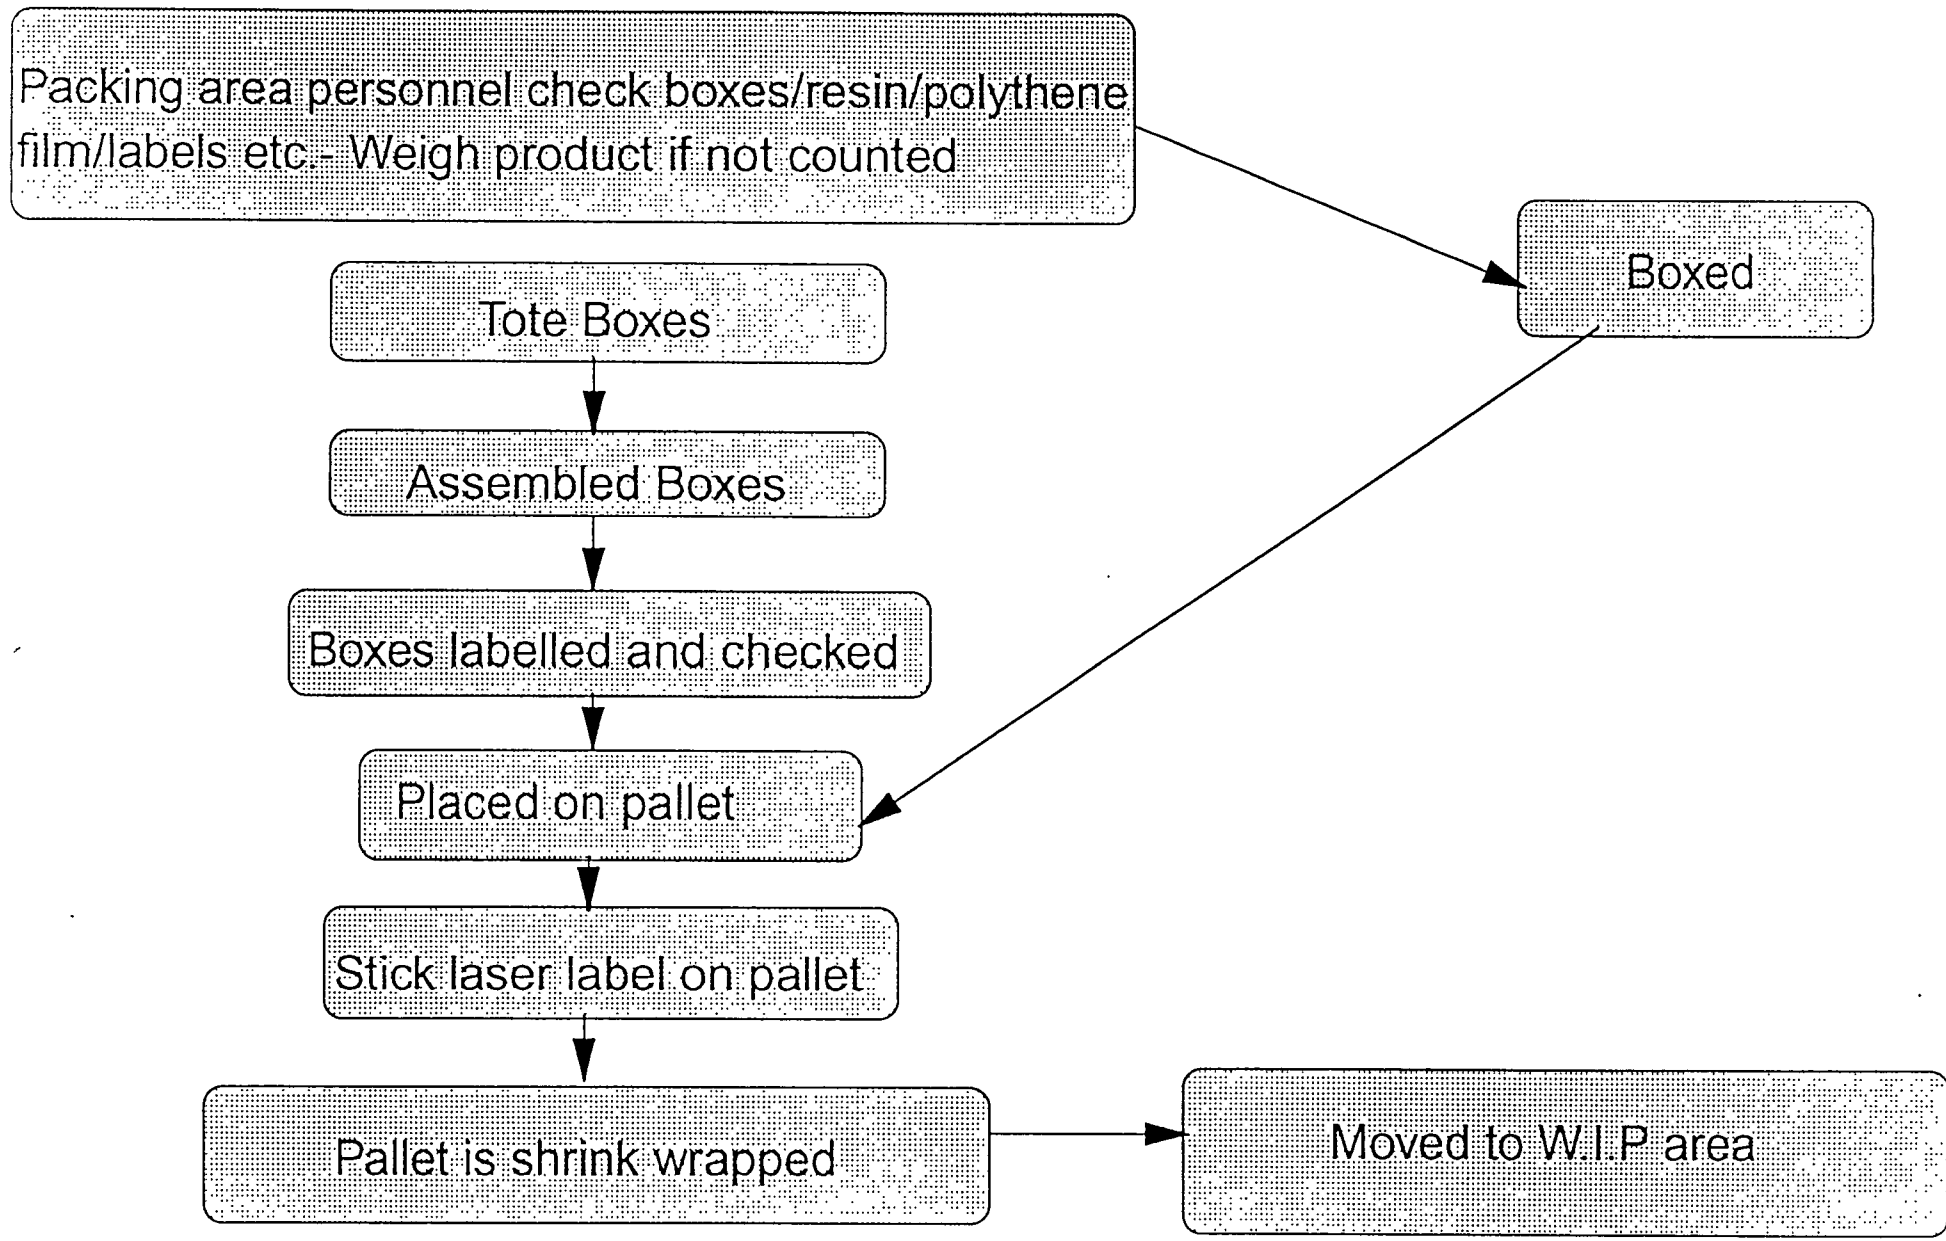 Packing area personnel check boxes/resin/polythene
film/labels etc.- Weigh product if not counted
Boxed
Tote Boxes
Assembled Boxes
Boxes labelled and checked
Placed on pallet
Stick laser label on pallet
Pallet is shrink wrapped
Moved to W.I.P area